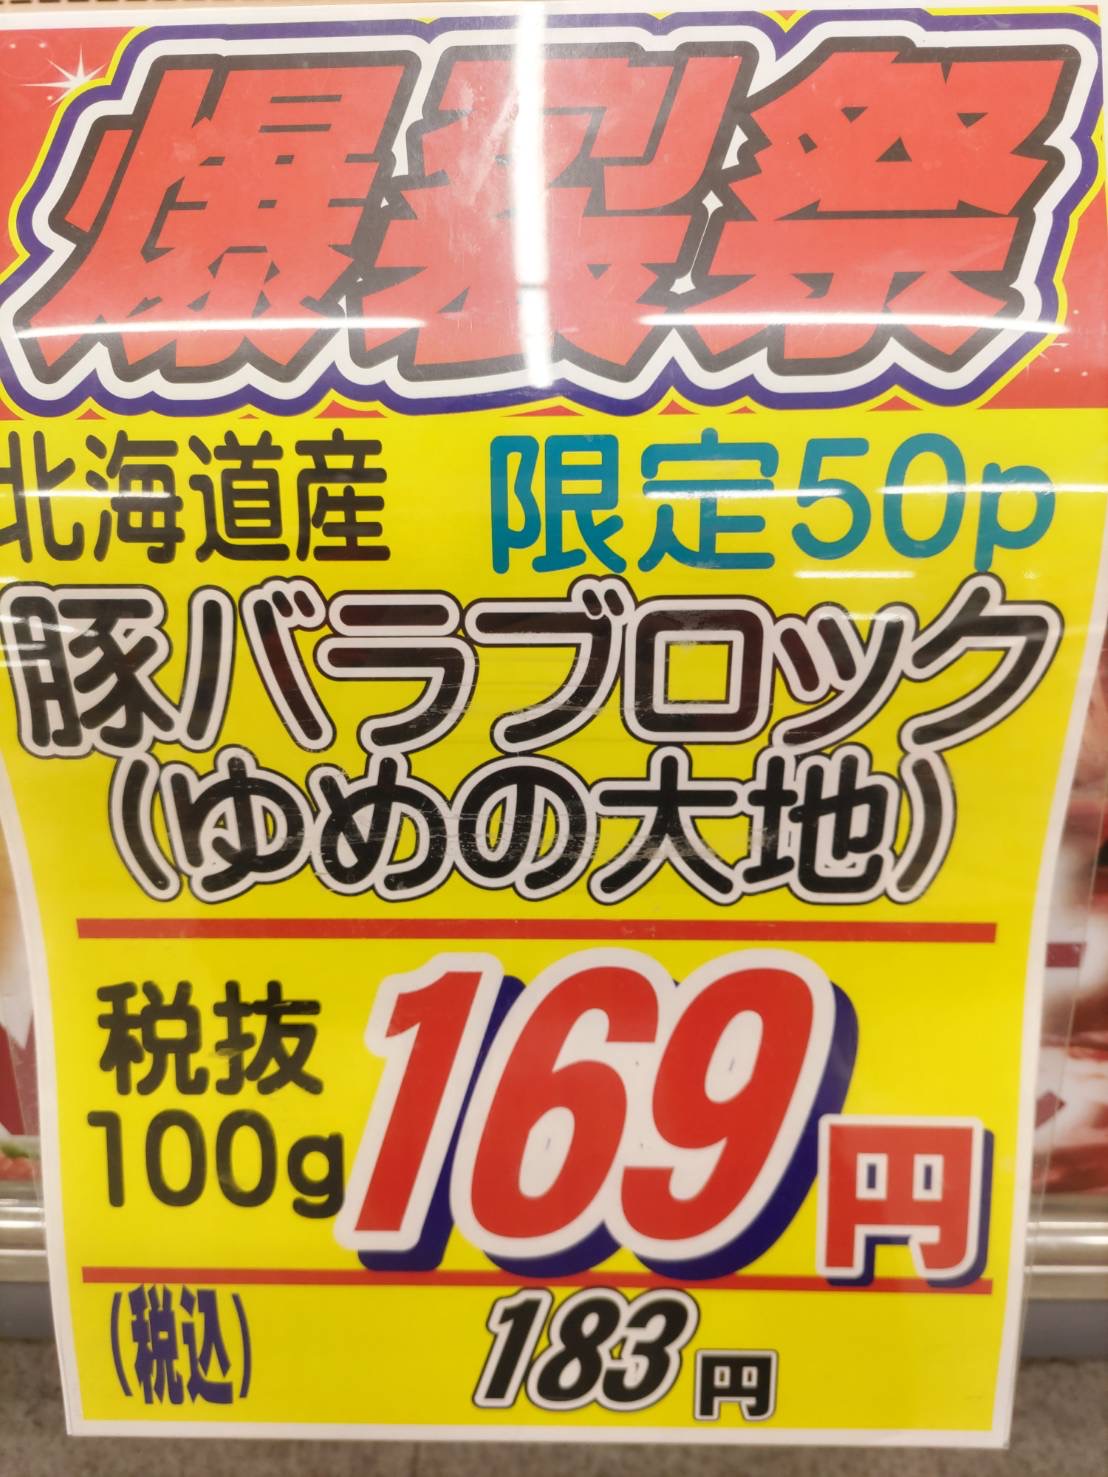 爆裂祭
北海道産 限定50p
豚バラブロック
(ゆめの大地)
税抜
100g 169円
(税込) 183円